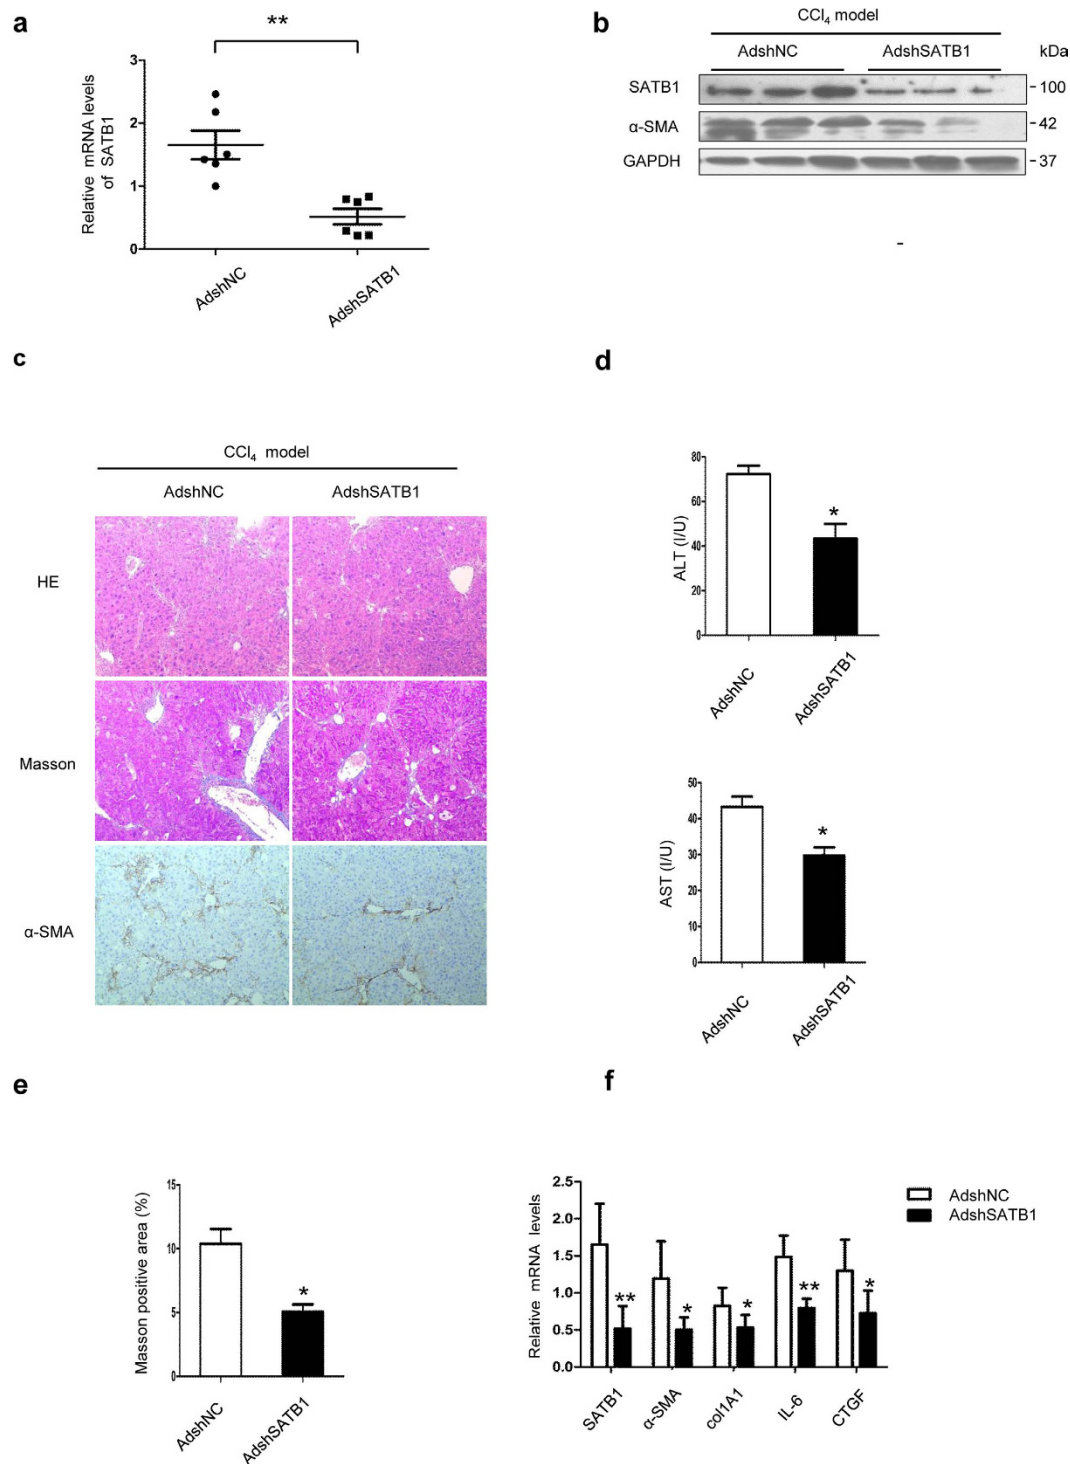 a
**
Relative mRNA levels
of SATB1
3
2
1
0
AdshNC
AdshSATB1
b
CCl₄ model
AdshNC AdshSATB1 kDa
SATB1 -100
α-SMA -42
GAPDH -37
-
c
CCl₄ model
AdshNC AdshSATB1
HE
Masson
α-SMA
d
ALT (I/U)
80
60
40
20
0
*
AdshNC
AdshSATB1
AST (I/U)
50
40
30
20
10
0
*
AdshNC
AdshSATB1
e
Masson positive area (%)
15
10
5
0
*
AdshNC
AdshSATB1
f
Relative mRNA levels
2.5
2.0
1.5
1.0
0.5
0.0
** * * ** *
SATB1
α-SMA
col1A1
IL-6
CTGF
AdshNC
AdshSATB1